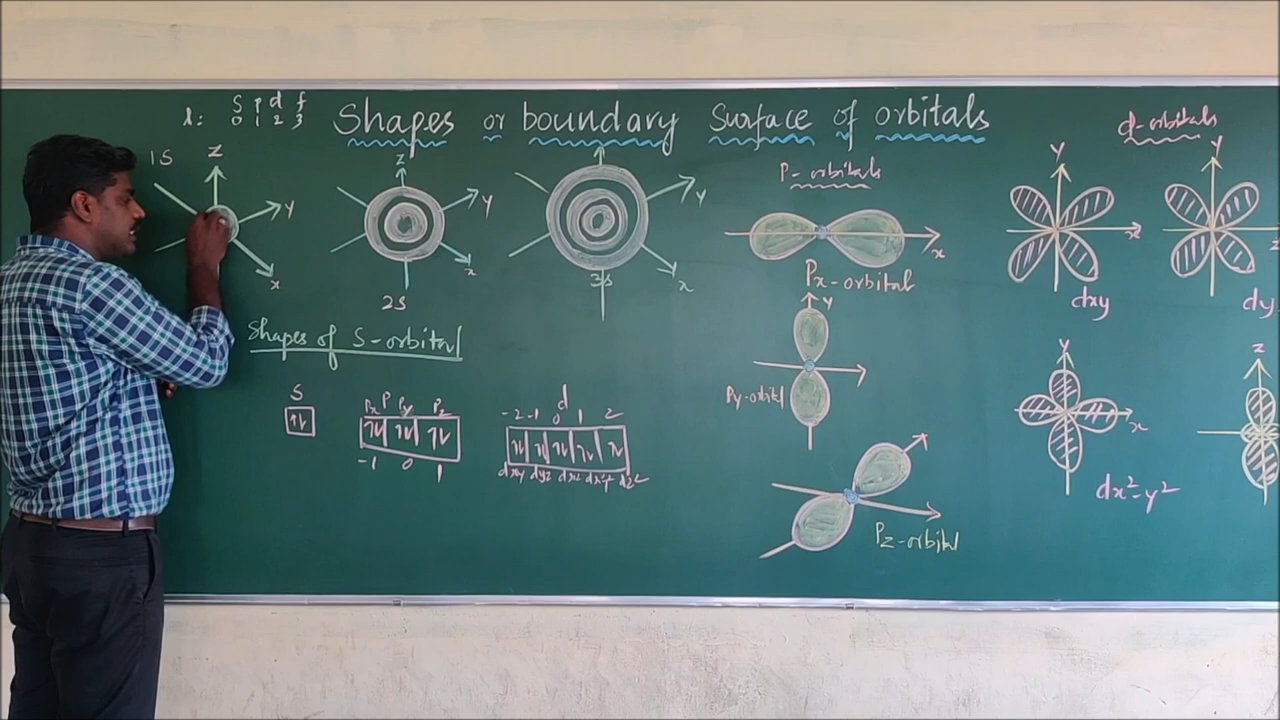 l: s p d f
0 1 2 3
Shapes or boundary Surface of orbitals
d-orbitals
1S
Z
Y
x
Z
Y
x
2S
Y
x
3s
P-orbitals
x
Px-orbital
Y
x
dxy
Y
dy
Shapes of S-orbital
Y
Py-orbital
S
Px P Py Pz
-1 0 1
d
-2 -1 0 1 2
dxy dyz dxz dx²-y² dz²
Y
x
dx²-y²
Z
Pz-orbital